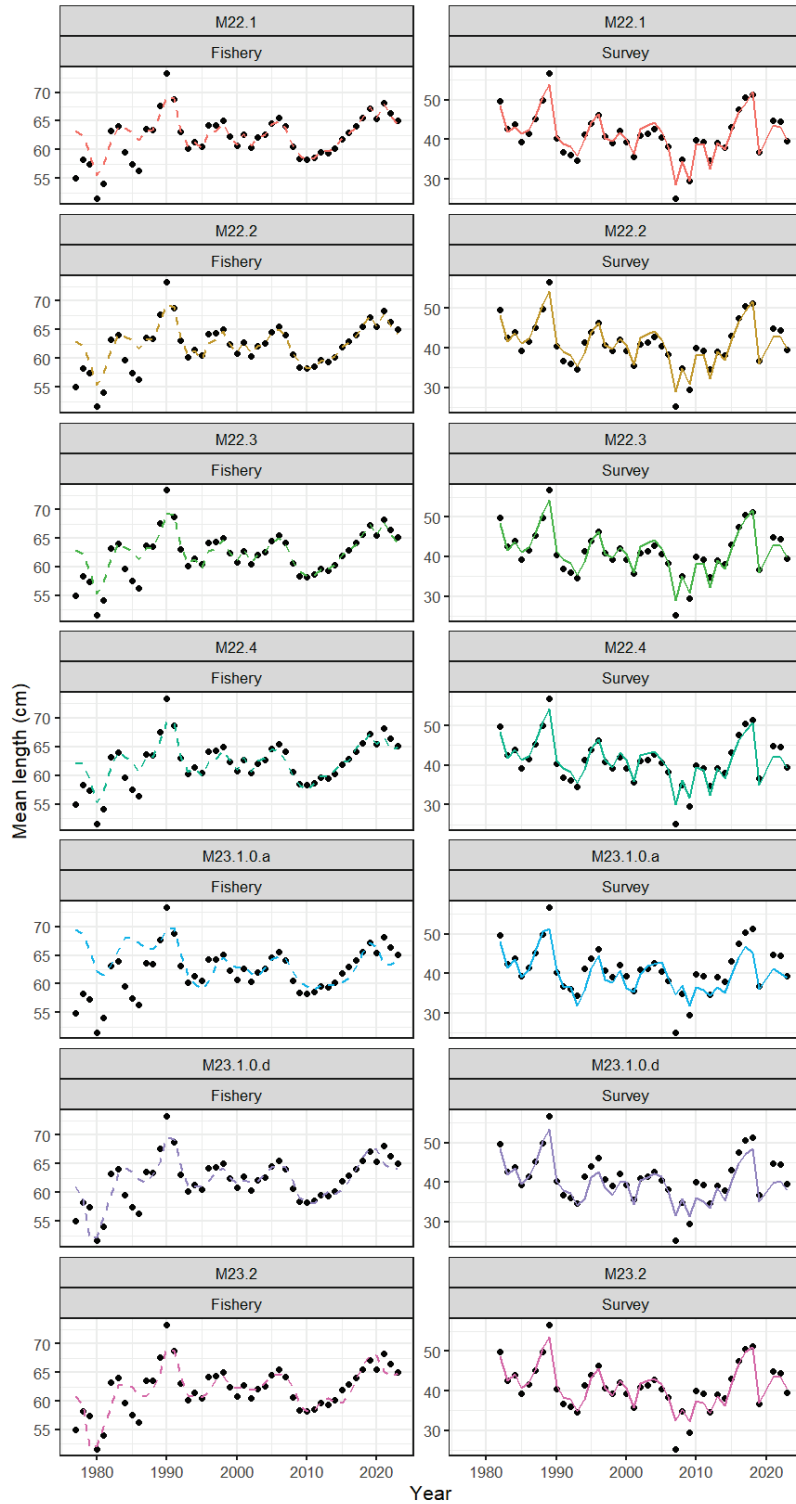 M22.1 M22.1
Fishery Survey
70 50
65
60 40
55 30
M22.2 M22.2
Fishery Survey
70 50
65
60 40
55 30
M22.3 M22.3
Fishery Survey
70 50
65
60 40
55 30
M22.4 M22.4
Fishery Survey
70 50
65
60 40
55 30
Mean length (cm)
M23.1.0.a M23.1.0.a
Fishery Survey
70 50
65
60 40
55 30
M23.1.0.d M23.1.0.d
Fishery Survey
70 50
65
60 40
55 30
M23.2 M23.2
Fishery Survey
70 50
65
60 40
55 30
1980 1990 2000 2010 2020 1980 1990 2000 2010 2020
Year